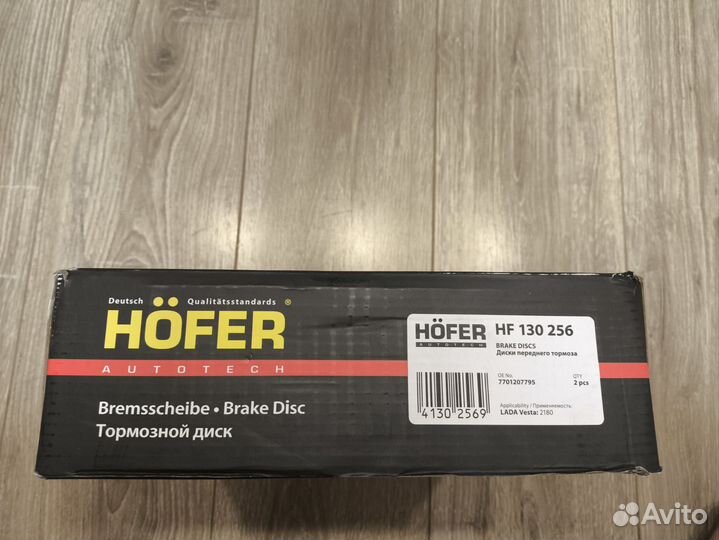 Deutsch Qualitätsstandards ®
HÖFER
AUTOTECH
Bremsscheibe • Brake Disc
Тормозной диск
HÖFER
AUTOTECH
HF 130 256
BRAKE DISCS
Диски переднего тормоза
OE No. QTY
7701207795 2 pcs
4130 2569
Applicability / Применяемость:
LADA Vesta: 2180
Avito